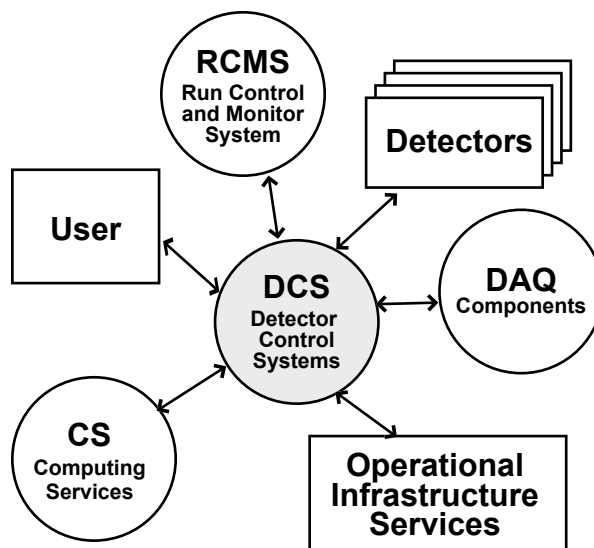 RCMS
Run Control
and Monitor
System
Detectors
User
DAQ
Components
DCS
Detector
Control
Systems
CS
Computing
Services
Operational
Infrastructure
Services